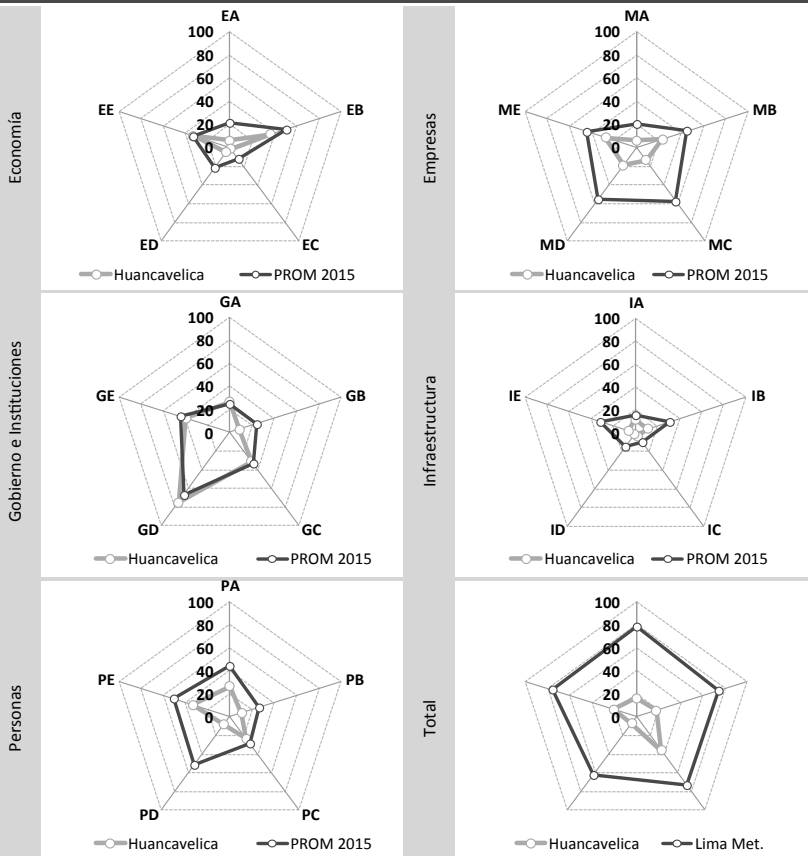 Economía
EA
100
80
60
40
20
0
EE
EB
ED
EC
Huancavelica
PROM 2015
Empresas
MA
100
80
60
40
20
0
ME
MB
MD
MC
Huancavelica
PROM 2015
Gobierno e Instituciones
GA
100
80
60
40
20
0
GE
GB
GD
GC
Huancavelica
PROM 2015
Infraestructura
IA
100
80
60
40
20
0
IE
IB
ID
IC
Huancavelica
PROM 2015
Personas
PA
100
80
60
40
20
0
PE
PB
PD
PC
Huancavelica
PROM 2015
Total
100
80
60
40
20
0
Huancavelica
Lima Met.